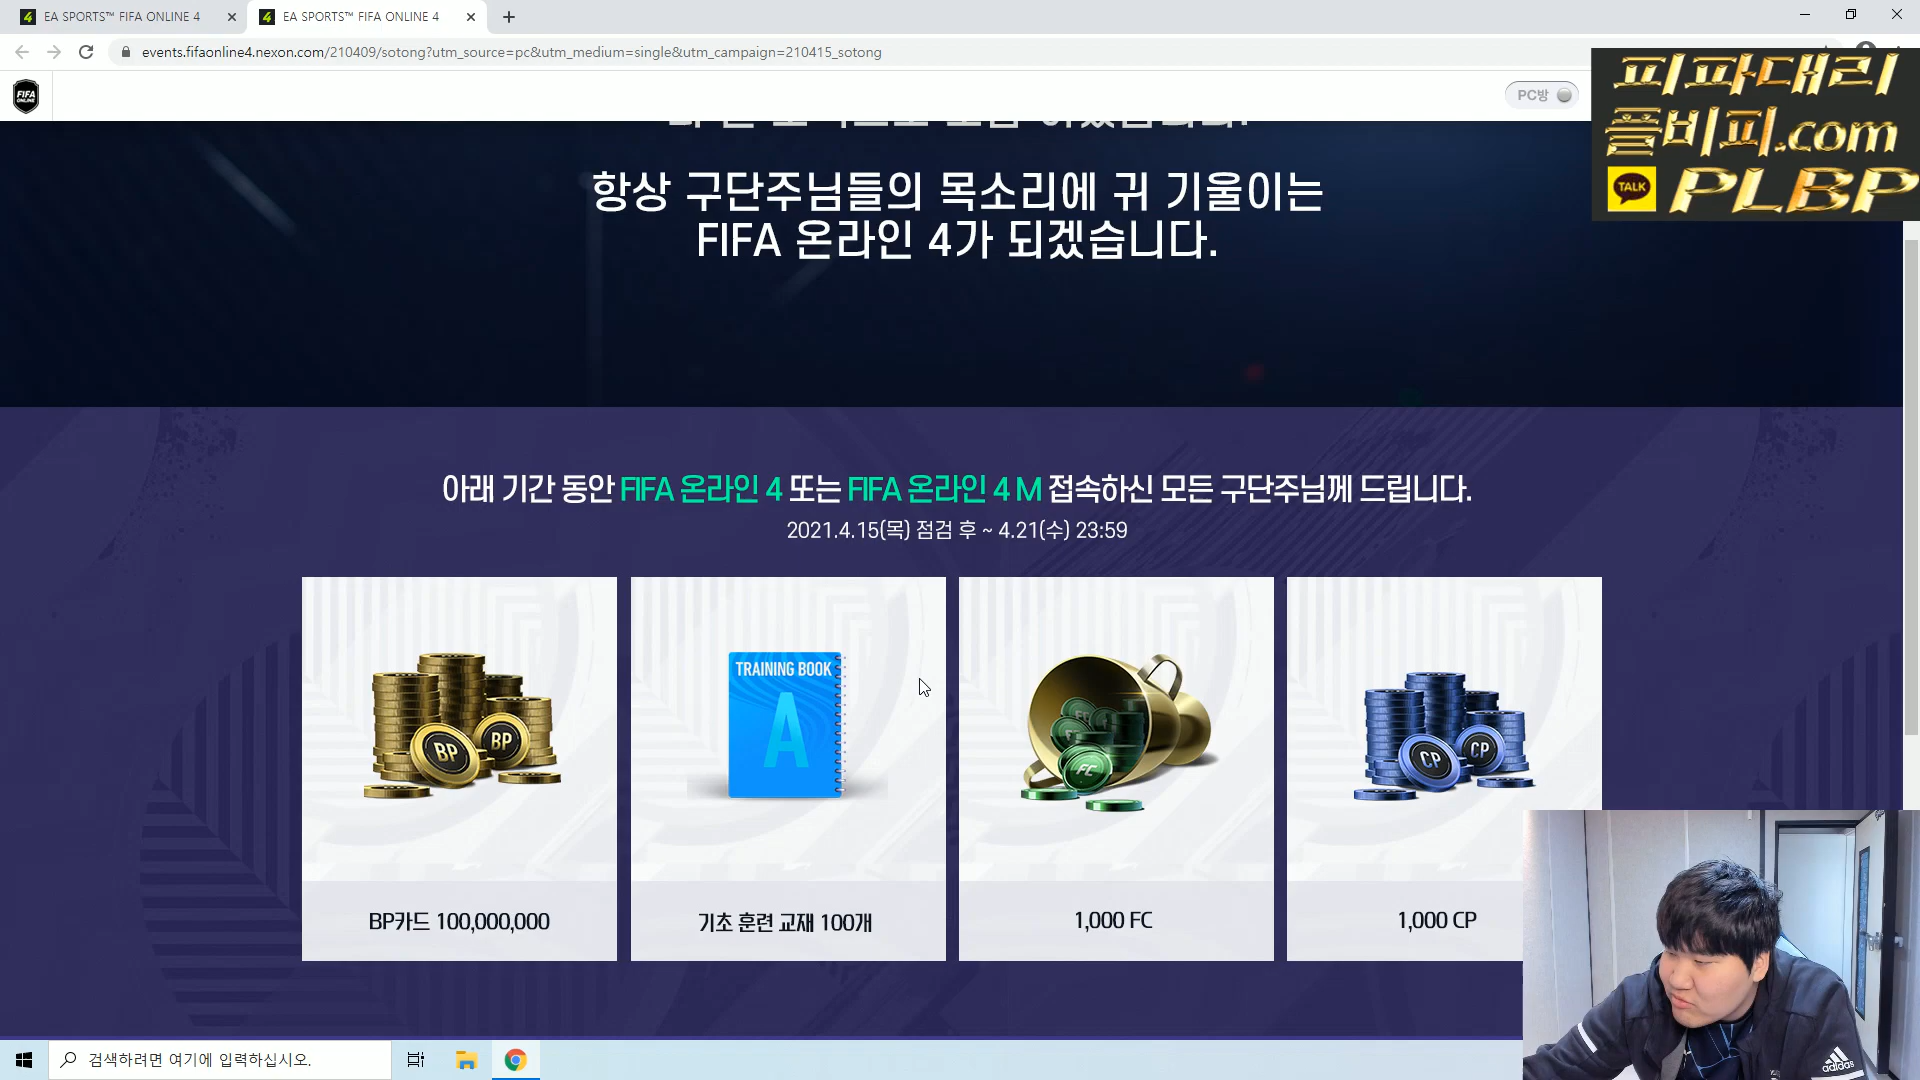 EA SPORTS™ FIFA ONLINE 4
EA SPORTS™ FIFA ONLINE 4
events.fifaonline4.nexon.com/210409/sotong?utm_source=pc&utm_medium=single&utm_campaign=210415_sotong
FIFA ONLINE
PC방
피파대리
플비피.com
TALK PLBP
항상 구단주님들의 목소리에 귀 기울이는
FIFA 온라인 4가 되겠습니다.
아래 기간 동안 FIFA 온라인 4 또는 FIFA 온라인 4 M 접속하신 모든 구단주님께 드립니다.
2021.4.15(목) 점검 후 ~ 4.21(수) 23:59
BP BP
TRAINING BOOK
A
FC
CP CP
BP카드 100,000,000
기초 훈련 교재 100개
1,000 FC
1,000 CP
adidas
검색하려면 여기에 입력하십시오.